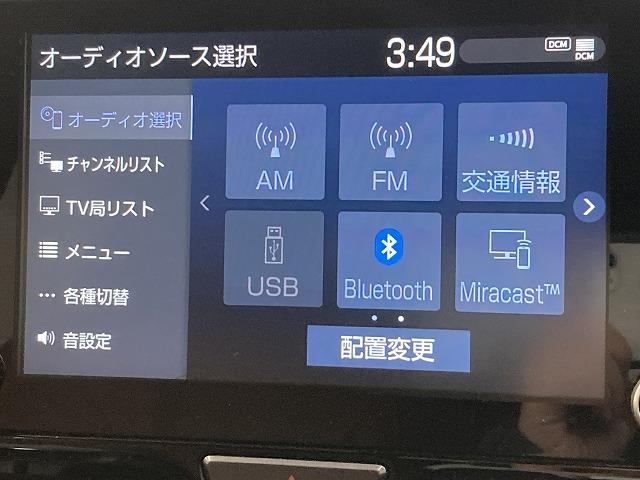 オーディオソース選択
3:49
DCM
DCM
オーディオ選択
チャンネルリスト
TV局リスト
メニュー
各種切替
音設定
AM
FM
交通情報
USB
Bluetooth
Miracast™
配置変更